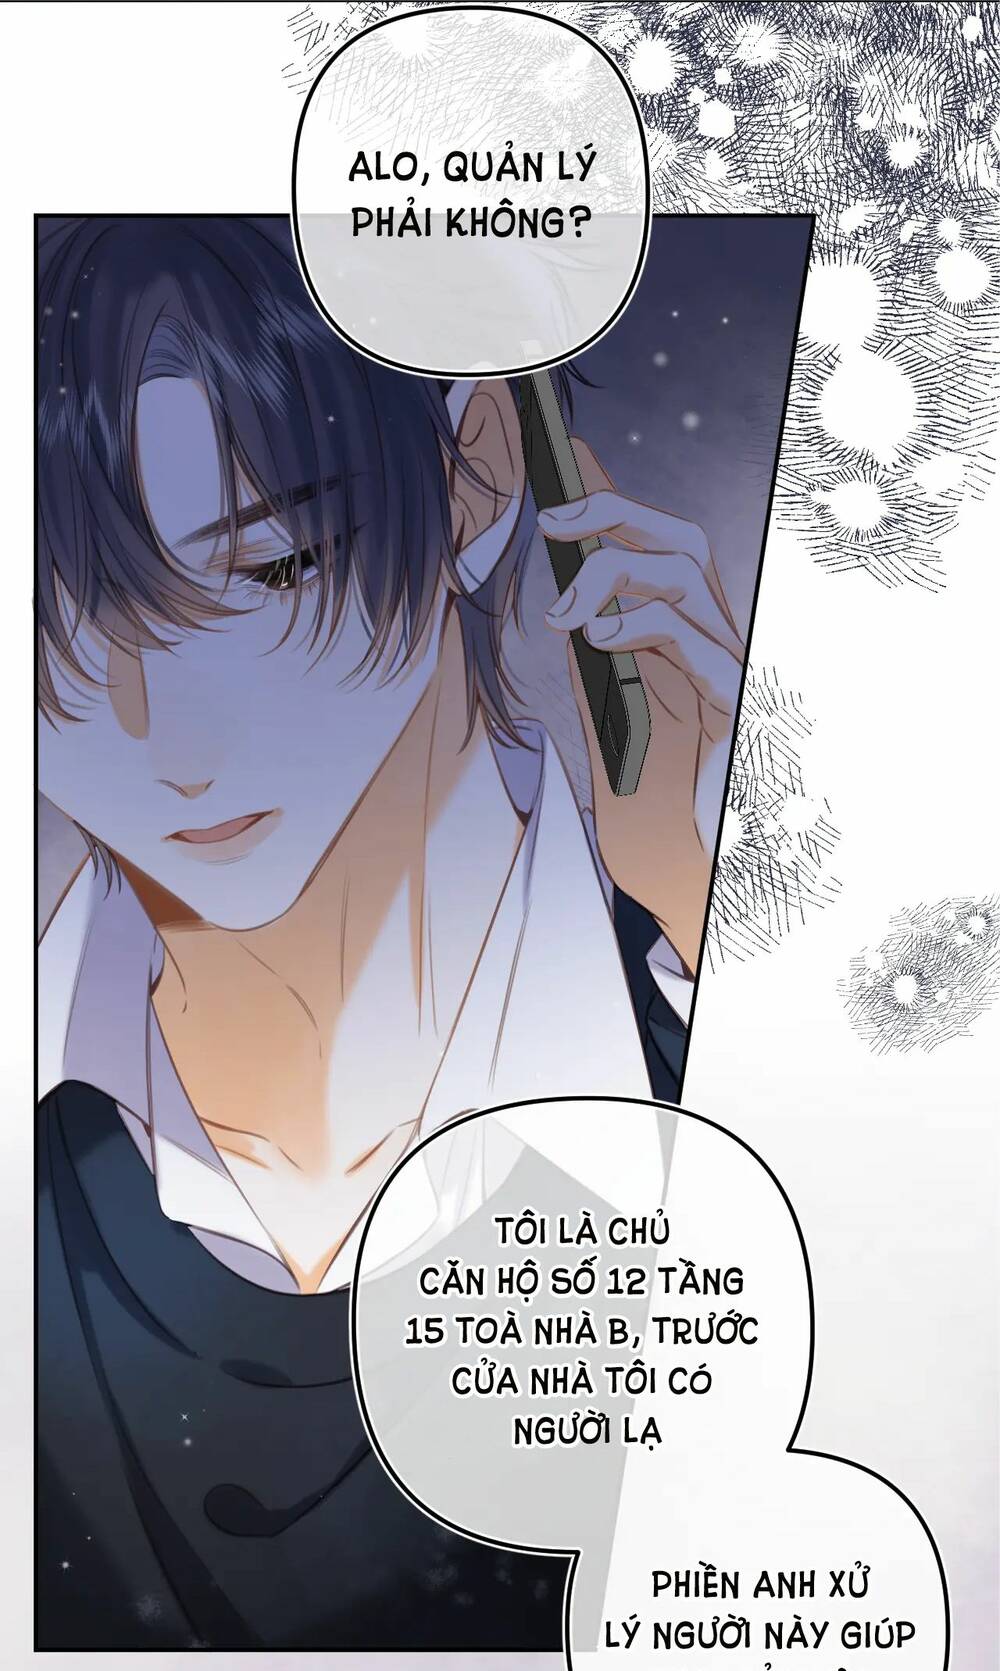 ALO, QUẢN LÝ
PHẢI KHÔNG?
TÔI LÀ CHỦ
CĂN HỘ SỐ 12 TẦNG
15 TOÀ NHÀ B, TRƯỚC
CỬA NHÀ TÔI CÓ
NGƯỜI LẠ
PHIỀN ANH XỬ
LÝ NGƯỜI NÀY GIÚP